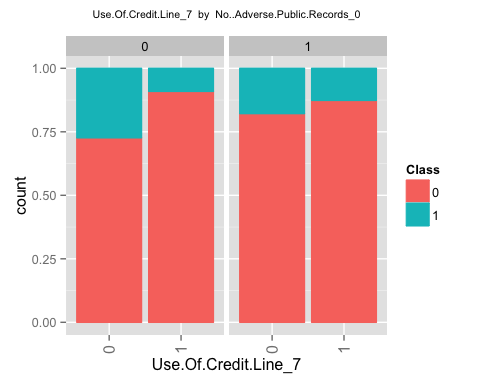 Use.Of.Credit.Line_7 by No..Adverse.Public.Records_0
0 1
1.00
0.75
0.50
0.25
0.00
count
0 1 0 1
Use.Of.Credit.Line_7
Class
0
1